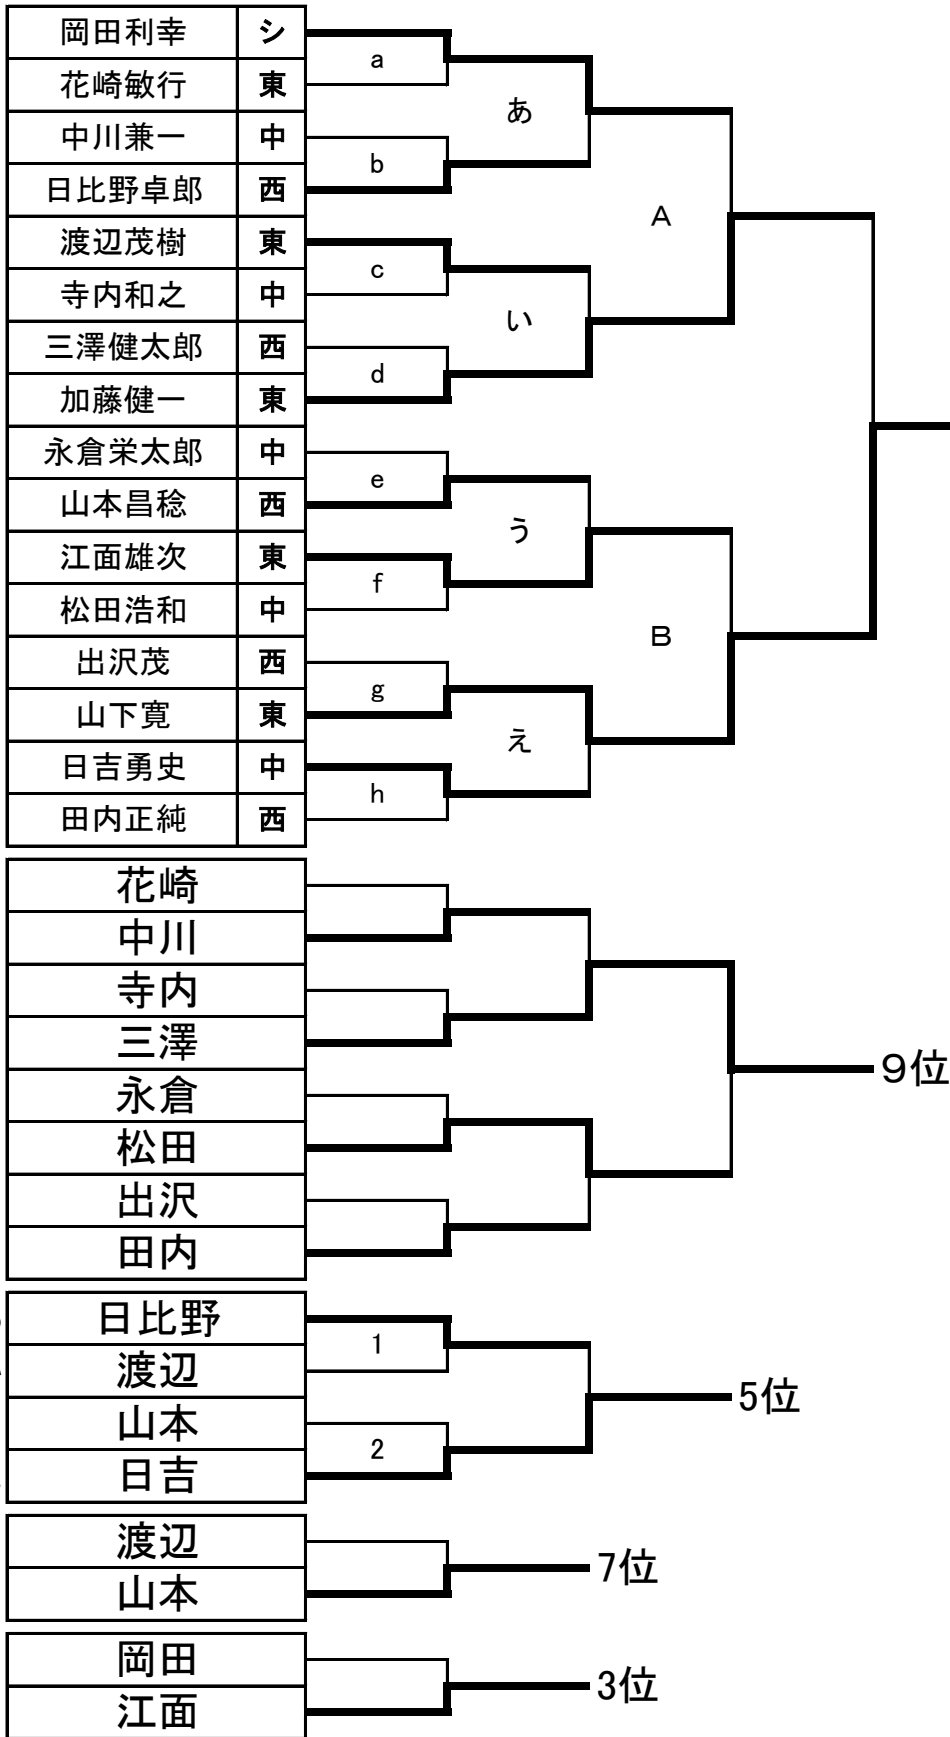 岡田利幸 シ
a
花崎敏行 東
あ
中川兼一 中
b
日比野卓郎 西
A
渡辺茂樹 東
c
寺内和之 中
い
三澤健太郎 西
d
加藤健一 東
永倉栄太郎 中
e
山本昌稔 西
う
江面雄次 東
f
松田浩和 中
B
出沢茂 西
g
山下寛 東
え
日吉勇史 中
h
田内正純 西
花崎
中川
寺内
三澤
9位
永倉
松田
出沢
田内
日比野
1
渡辺
5位
山本
2
日吉
渡辺
7位
山本
岡田
3位
江面